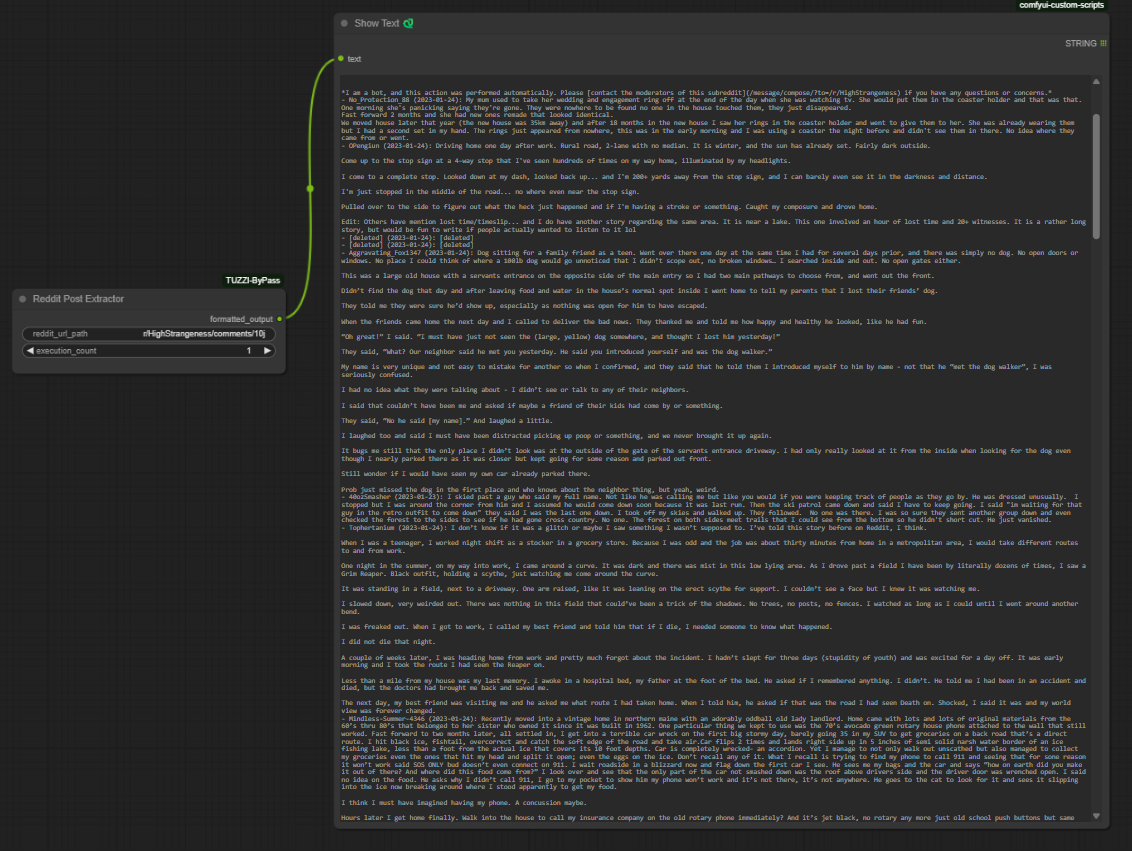 comfyui-custom-scripts
Show Text
STRING
text
*I am a bot, and this action was performed automatically. Please [contact the moderators of this subreddit](/message/compose/?to=/r/HighStrangeness) if you have any questions or concerns.*
- No_Protection_88 (2023-01-24): My mum used to take her wedding and engagement ring off at the end of the day when she was watching tv. She would put them in the coaster holder and that was.
One morning she's panicking saying they're gone. They were nowhere to be found no one in the house touched them, they just disappeared.
Fast forward 2 months and she had new ones remade that looked identical.
We moved house later that year (the new house was 35km away) and after 18 months in the new house I saw her rings in the coaster holder and went to give them to her. She was already wearing them
but I had a second set in my hand. The rings just appeared from nowhere, this was in the early morning and I was using a coaster the night before and didn't see them in there. No idea where they
came from or went.
- OPengiun (2023-01-24): Driving home one day after work. Rural road, 2-lane with no median. It is winter, and the sun has already set. Fairly dark outside.
Come up to the stop sign at a 4-way stop that I've seen hundreds of times on my way home, illuminated by my headlights.
I come to a complete stop. Looked down at my dash, looked back up... and I'm 200+ yards away from the stop sign, and I can barely even see it in the darkness and distance.
I'm just stopped in the middle of the road... no where even near the stop sign.
Pulled over to the side to figure out what the heck just happened and if I'm having a stroke or something. Caught my composure and drove home.
Edit: Others have mention lost time/timeslip... and I do have another story regarding the same area. It is near a lake. This one involved an hour of lost time and 20+ witnesses. It is a rather long
story, but would be fun to write if people actually wanted to listen to it lol
- [deleted] (2023-01-24): [deleted]
- [deleted] (2023-01-24): [deleted]
- Aggravating_Fox1347 (2023-01-24): Dog sitting for a family friend as a teen. Went over there one day at the same time I had for several days prior, and there was simply no dog. No open doors or
windows. No place I could think of where a 100lb dog would go unnoticed that I didn't scope out, no broken windows… I searched inside and out. No open gates either.
This was a large old house with a servants entrance on the opposite side of the main entry so I had two main pathways to choose from, and went out the front.
Didn't find the dog that day and after leaving food and water in the house's normal spot inside I went home to tell my parents that I lost their friends' dog.
They told me they were sure he'd show up, especially as nothing was open for him to have escaped.
When the friends came home the next day and I called to deliver the bad news. They thanked me and told me how happy and healthy he looked, like he had fun.
"Oh great!" I said. "I must have just not seen the (large, yellow) dog somewhere, and thought I lost him yesterday!"
They said, "What? Our neighbor said he met you yesterday. He said you introduced yourself and was the dog walker."
My name is very unique and not easy to mistake for another so when I confirmed, and they said that he told them I introduced myself to him by name - not that he "met the dog walker", I was
seriously confused.
I had no idea what they were talking about - I didn't see or talk to any of their neighbors.
I said that couldn't have been me and asked if maybe a friend of their kids had come by or something.
They said, "No he said [my name]." And laughed a little.
I laughed too and said I must have been distracted picking up poop or something, and we never brought it up again.
It bugs me still that the only place I didn't look was at the outside of the gate of the servants entrance driveway. I had only really looked at it from the inside when looking for the dog even
though I nearly parked there as it was closer but kept going for some reason and parked out front.
Still wonder if I would have seen my own car already parked there.
Prob just missed the dog in the first place and who knows about the neighbor thing, but yeah, weird.
- 40ozSmasher (2023-01-23): I skied past a guy who said my full name. Not like he was calling me but like you would if you were keeping track of people as they go by. He was dressed unusually. I
stopped but I was around the corner from him and I assumed he would come down soon because it was last run. Then the ski patrol came down and said I have to keep going. I said "im waiting for that
guy in the retro outfit to come down" they said I was the last one down. I took off my skies and walked up. They followed. No one was there. I was so sure they sent another group down and even
checked the forest to the sides to see if he had gone cross country. No one. The forest on both sides meet trails that I could see from the bottom so he didn't short cut. He just vanished.
- Tophertanium (2023-01-24): I don't know if it was a glitch or maybe I saw something I wasn't supposed to. I've told this story before on Reddit, I think.
When I was a teenager, I worked night shift as a stocker in a grocery store. Because I was odd and the job was about thirty minutes from home in a metropolitan area, I would take different routes
to and from work.
One night in the summer, on my way into work, I came around a curve. It was dark and there was mist in this low lying area. As I drove past a field I have been by literally dozens of times, I saw a
Grim Reaper. Black outfit, holding a scythe, just watching me come around the curve.
It was standing in a field, next to a driveway. One arm raised, like it was leaning on the erect scythe for support. I couldn't see a face but I knew it was watching me.
I slowed down, very weirded out. There was nothing in this field that could've been a trick of the shadows. No trees, no posts, no fences. I watched as long as I could until I went around another
bend.
I was freaked out. When I got to work, I called my best friend and told him that if I die, I needed someone to know what happened.
I did not die that night.
A couple of weeks later, I was heading home from work and pretty much forgot about the incident. I hadn't slept for three days (stupidity of youth) and was excited for a day off. It was early
morning and I took the route I had seen the Reaper on.
Less than a mile from my house was my last memory. I awoke in a hospital bed, my father at the foot of the bed. He asked if I remembered anything. I didn't. He told me I had been in an accident and
died, but the doctors had brought me back and saved me.
The next day, my best friend was visiting me and he asked me what route I had taken home. When I told him, he asked if that was the road I had seen Death on. Shocked, I said it was and my world
view was forever changed.
- Mindless-Summer-4346 (2023-01-24): Recently moved into a vintage home in northern maine with an adorably oddball old lady landlord. Home came with lots and lots of original materials from the
60's thru 80's that belonged to her sister who owned it since it was built in 1962. One particular thing we kept to use was the 70's avocado green rotary house phone attached to the wall that still
worked. Fast forward to two months later, all settled in, I get into a terrible car wreck on the first big stormy day, barely going 35 in my SUV to get groceries on a back road that's a direct
route. I hit black ice, fishtail, overcorrect and catch the soft edge of the road and take air.Car flips 2 times and lands right side up in 5 inches of semi solid marsh water border of an ice
fishing lake, less than a foot from the actual ice that covers its 10 foot depths. Car is completely wrecked- an accordion. Yet I manage to not only walk out unscathed but also managed to collect
my groceries even the ones that hit my head and split it open; even the eggs on the ice. Don't recall any of it. What I recall is trying to find my phone to call 911 and seeing that for some reason
it won't work said SOS ONLY but doesn't even connect on 911. I wait roadside in a blizzard now and flag down the first car I see. He sees me my bags and the car and says "how on earth did you make
it out of there? And where did this food come from?" I look over and see that the only part of the car not smashed down was the roof above drivers side and the driver door was wrenched open. I said
no idea on the food. He asks why I didn't call 911, I go to my pocket to show him my phone won't work and it's not there, it's not anywhere. He goes to the cat to look for it and sees it slipping
into the ice now breaking around where I stood apparently to get my food.
I think I must have imagined having my phone. A concussion maybe.
Hours later I get home finally. Walk into the house to call my insurance company on the old rotary phone immediately? And it's jet black, no rotary any more just old school push buttons but same
TUZZI-ByPass
Reddit Post Extractor
formatted_output
reddit_url_path r/HighStrangeness/comments/10j
execution_count 1